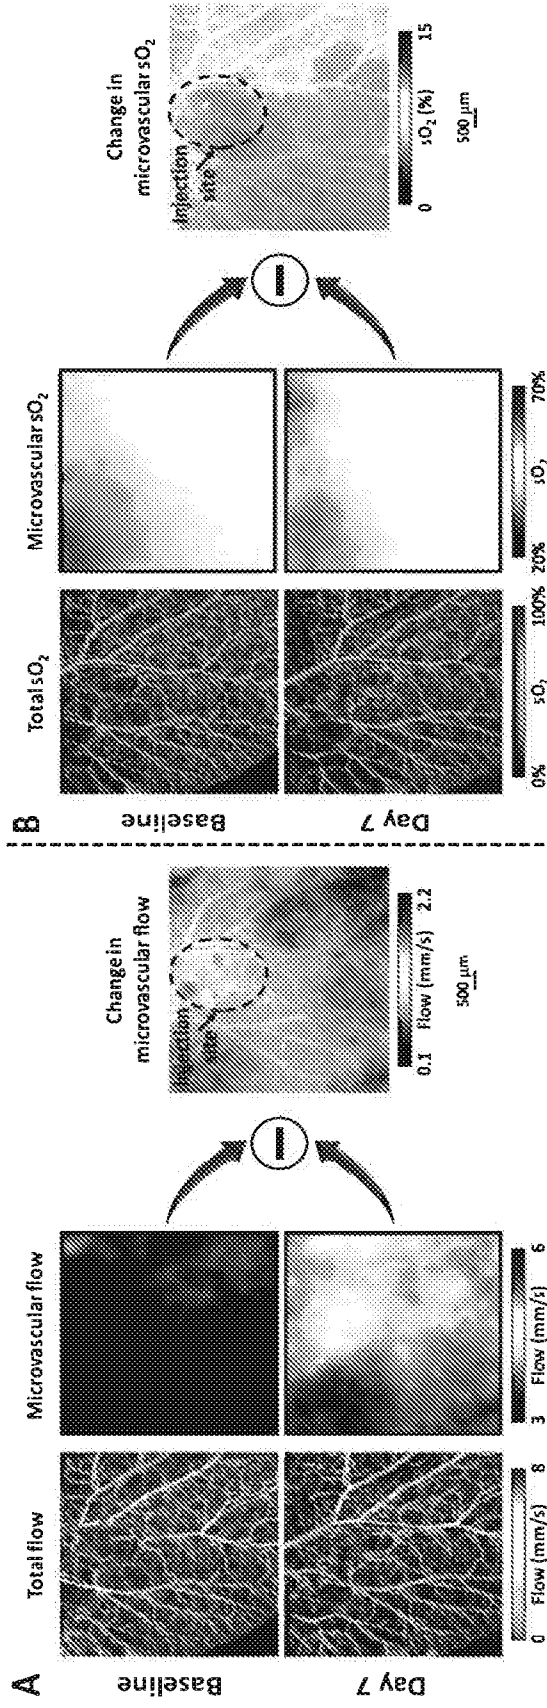 A
Total flow
Microvascular flow
Baseline
Day 7
0 Flow (mm/s) 8
3 Flow (mm/s) 6
Change in
microvascular flow
Injection
site
0.1 Flow (mm/s) 2.2
500 μm
B
Total sO₂
Microvascular sO₂
Baseline
Day 7
0% sO₂ 100%
20% sO₂ 70%
Change in
microvascular sO₂
Injection
site
0 sO₂ (%) 15
500 μm